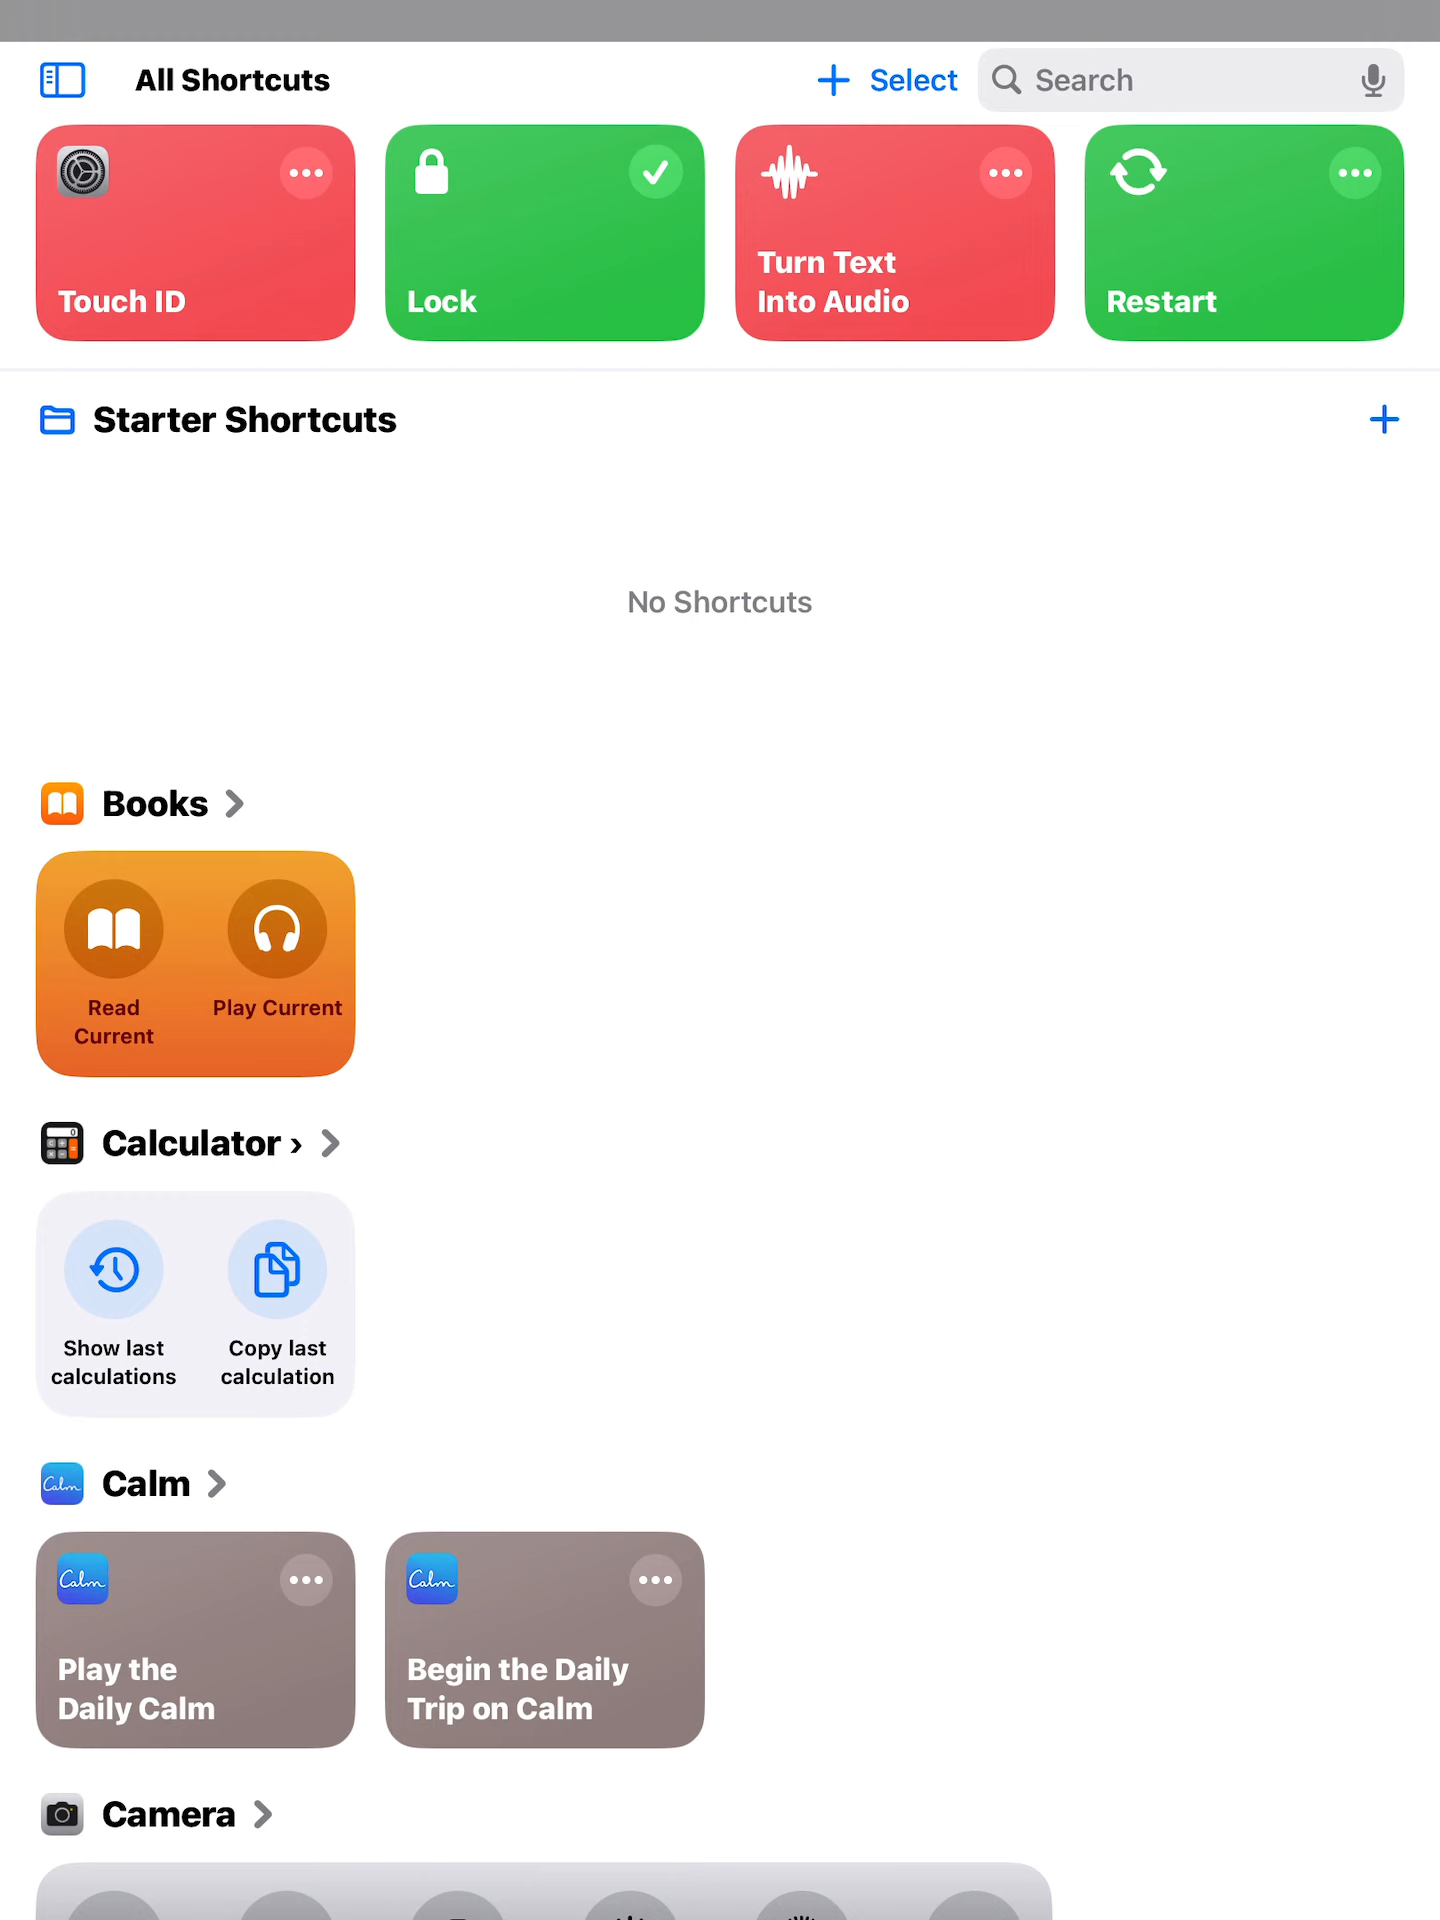 All Shortcuts
Select
Search
Touch ID
Lock
Turn Text
Into Audio
Restart
Starter Shortcuts
No Shortcuts
Books
Read
Current
Play Current
Calculator ›
Show last
calculations
Copy last
calculation
Calm
Calm
Play the
Daily Calm
Calm
Begin the Daily
Trip on Calm
Camera